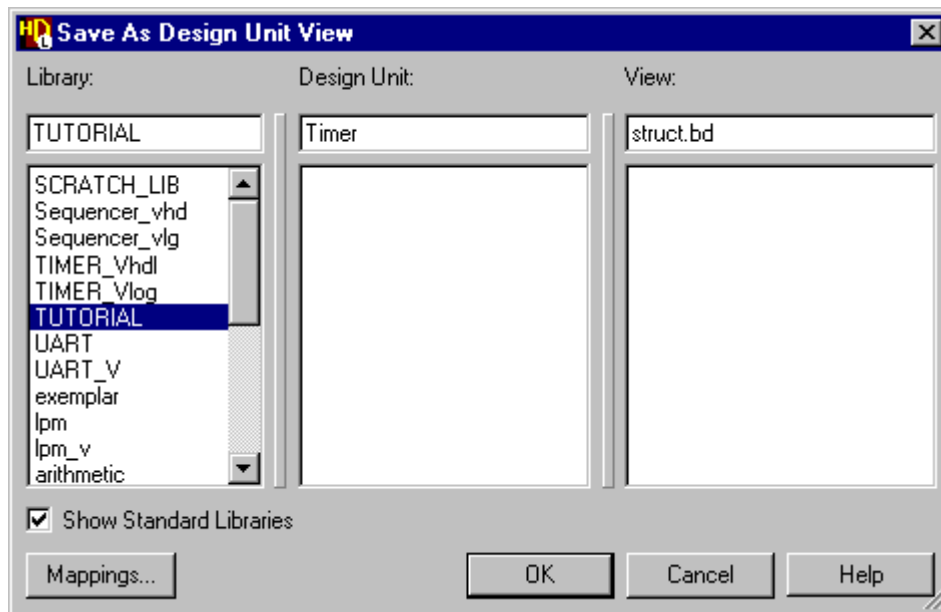 HDL Save As Design Unit View
Library: Design Unit: View:
TUTORIAL Timer struct.bd
SCRATCH_LIB
Sequencer_vhd
Sequencer_vlg
TIMER_Vhdl
TIMER_Vlog
TUTORIAL
UART
UART_V
exemplar
lpm
lpm_v
arithmetic
Show Standard Libraries
Mappings... OK Cancel Help